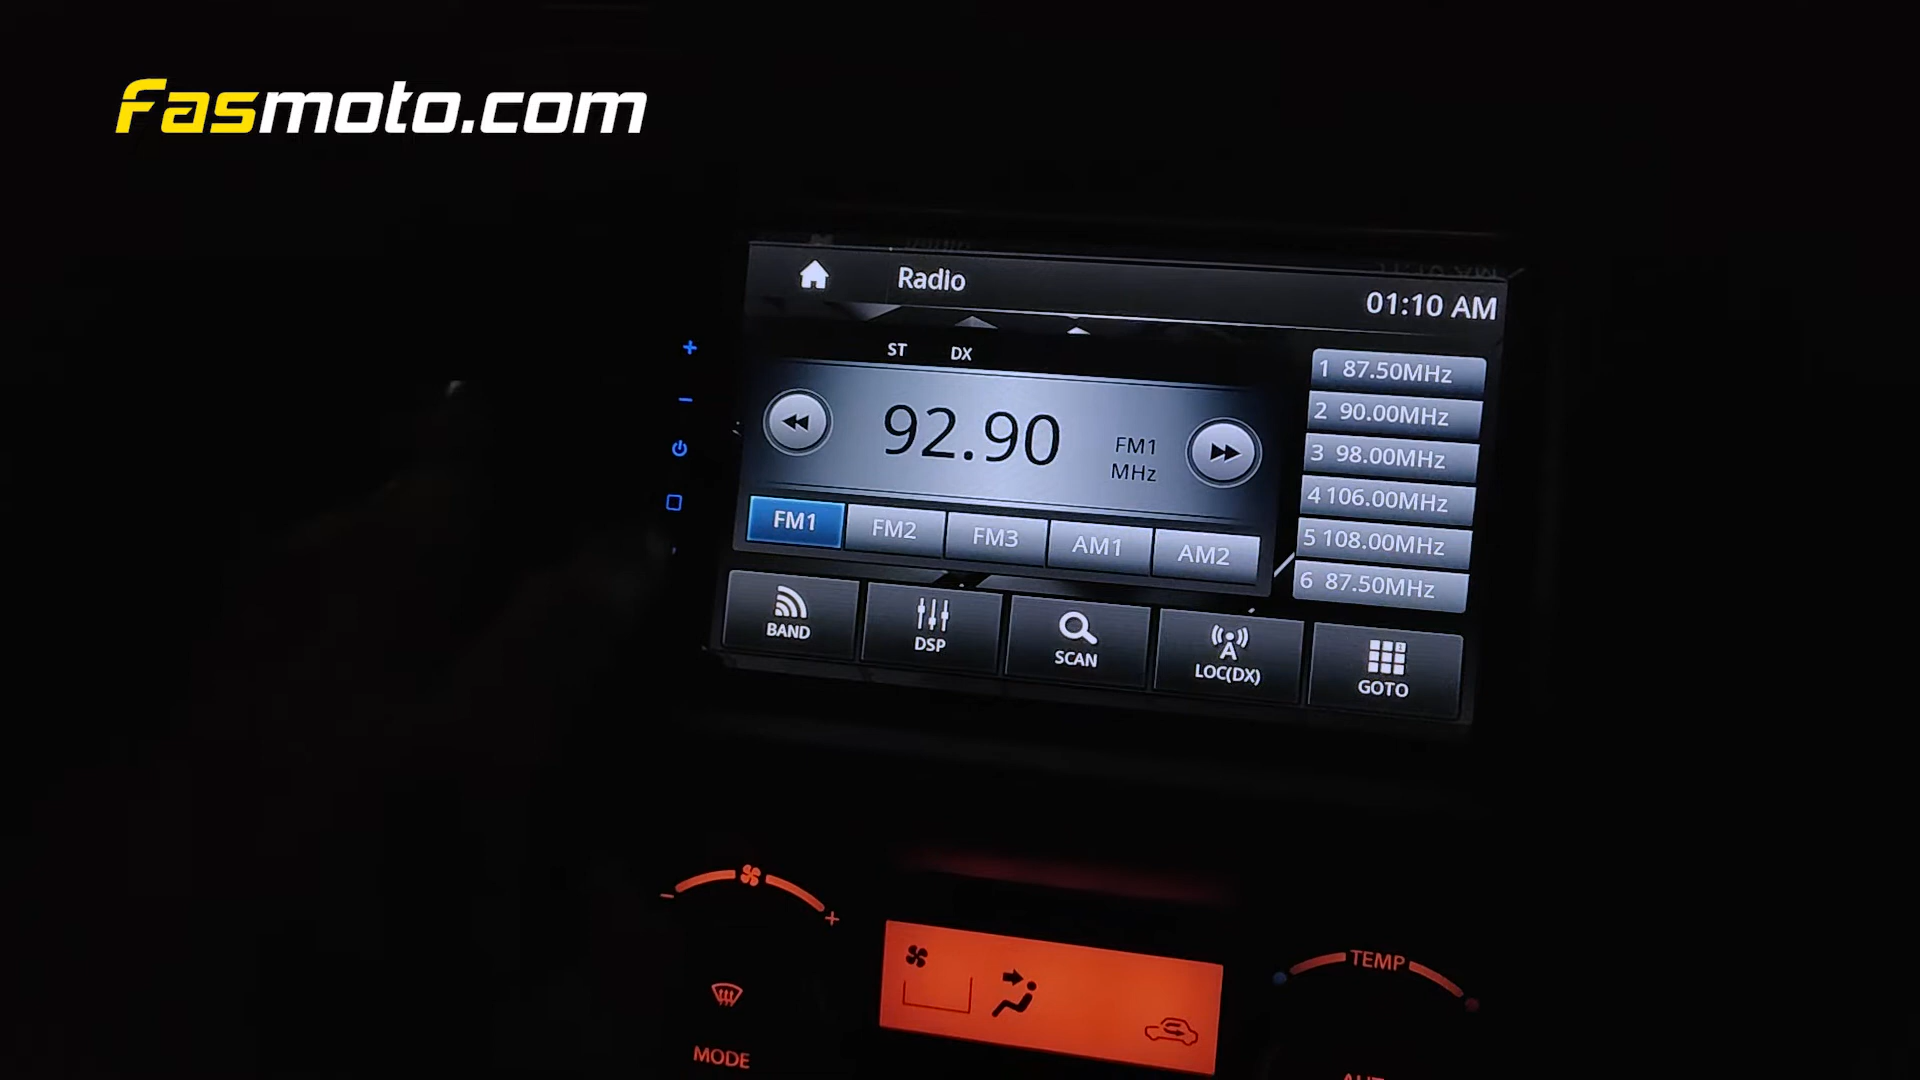 Fasmoto.com
Radio
01:10 AM
ST DX
92.90
FM1
MHz
1 87.50MHz
2 90.00MHz
3 98.00MHz
4 106.00MHz
5 108.00MHz
6 87.50MHz
FM1 FM2 FM3 AM1 AM2
BAND DSP SCAN LOC(DX) GOTO
TEMP
MODE